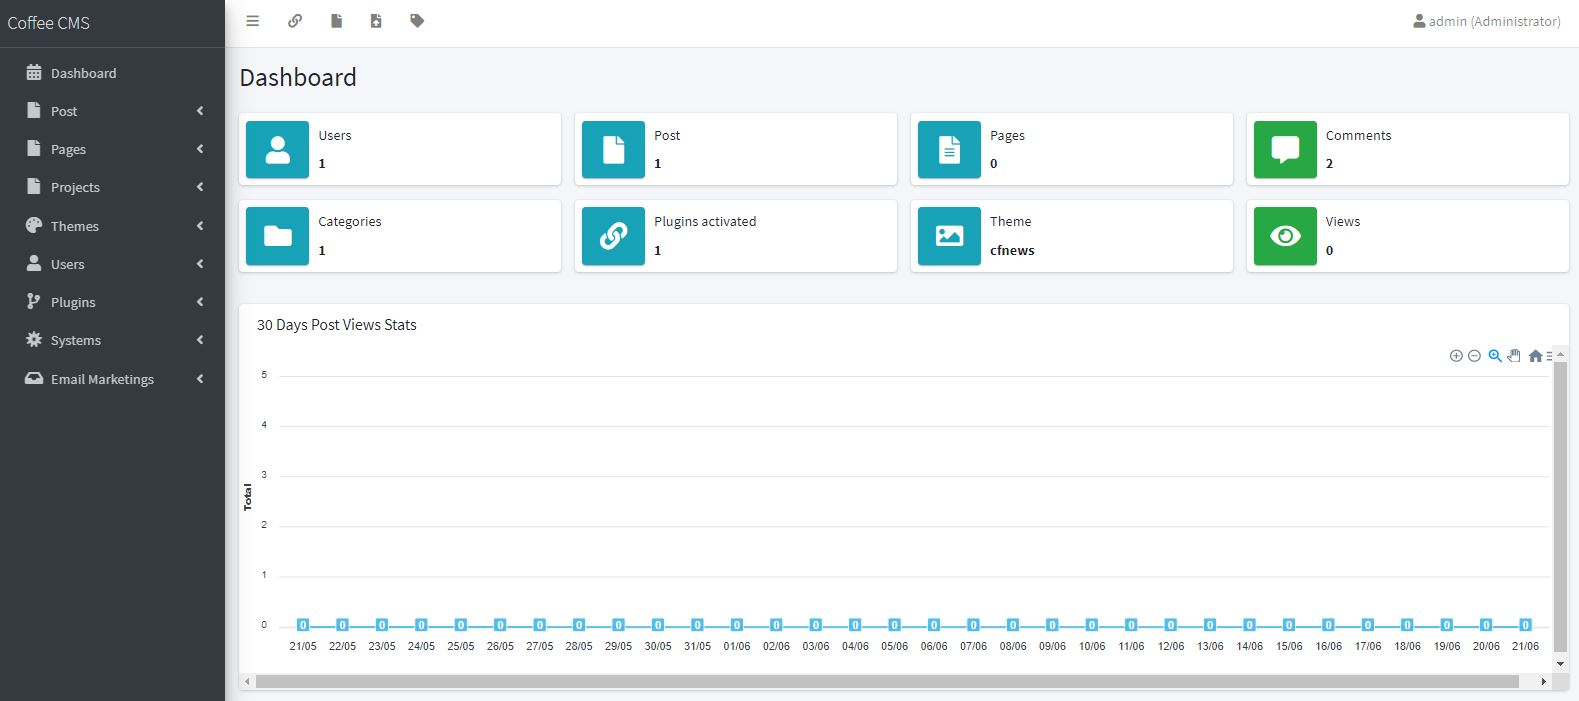 Coffee CMS
admin (Administrator)
Dashboard
Post
Pages
Projects
Themes
Users
Plugins
Systems
Email Marketings
Dashboard
Users
1
Post
1
Pages
0
Comments
2
Categories
1
Plugins activated
1
Theme
cfnews
Views
0
30 Days Post Views Stats
Total
5
4
3
2
1
0
0 0 0 0 0 0 0 0 0 0 0 0 0 0 0 0 0 0 0 0 0 0 0 0 0 0 0 0 0 0 0 0
21/05 22/05 23/05 24/05 25/05 26/05 27/05 28/05 29/05 30/05 31/05 01/06 02/06 03/06 04/06 05/06 06/06 07/06 08/06 09/06 10/06 11/06 12/06 13/06 14/06 15/06 16/06 17/06 18/06 19/06 20/06 21/06